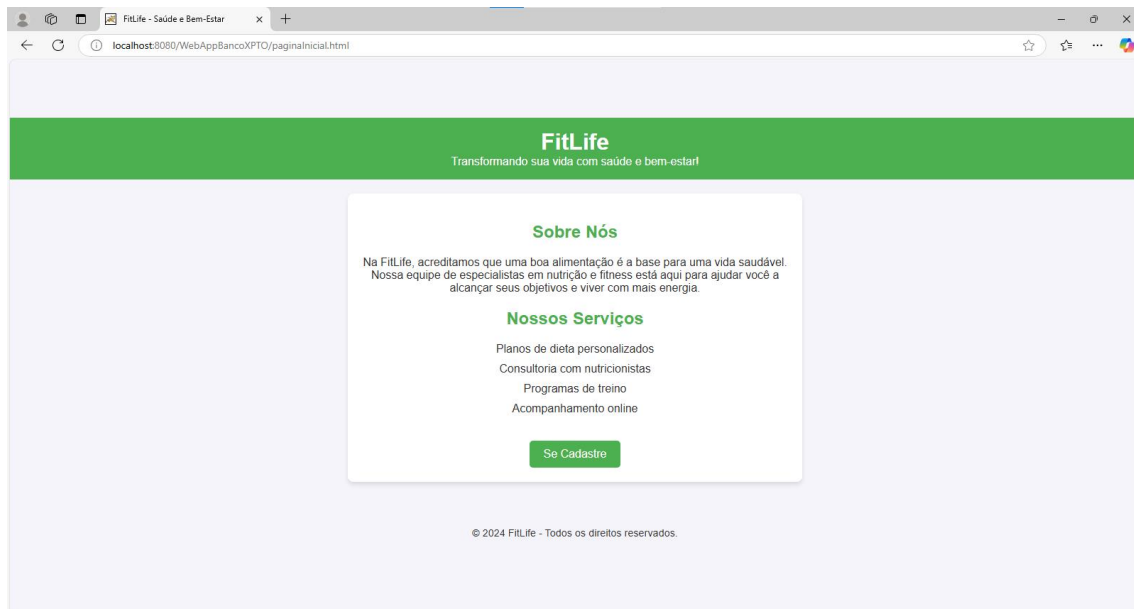 FitLife - Saúde e Bem-Estar
localhost:8080/WebAppBancoXPTO/paginaInicial.html
FitLife
Transformando sua vida com saúde e bem-estar!
Sobre Nós
Na FitLife, acreditamos que uma boa alimentação é a base para uma vida saudável.
Nossa equipe de especialistas em nutrição e fitness está aqui para ajudar você a
alcançar seus objetivos e viver com mais energia.
Nossos Serviços
Planos de dieta personalizados
Consultoria com nutricionistas
Programas de treino
Acompanhamento online
Se Cadastre
© 2024 FitLife - Todos os direitos reservados.